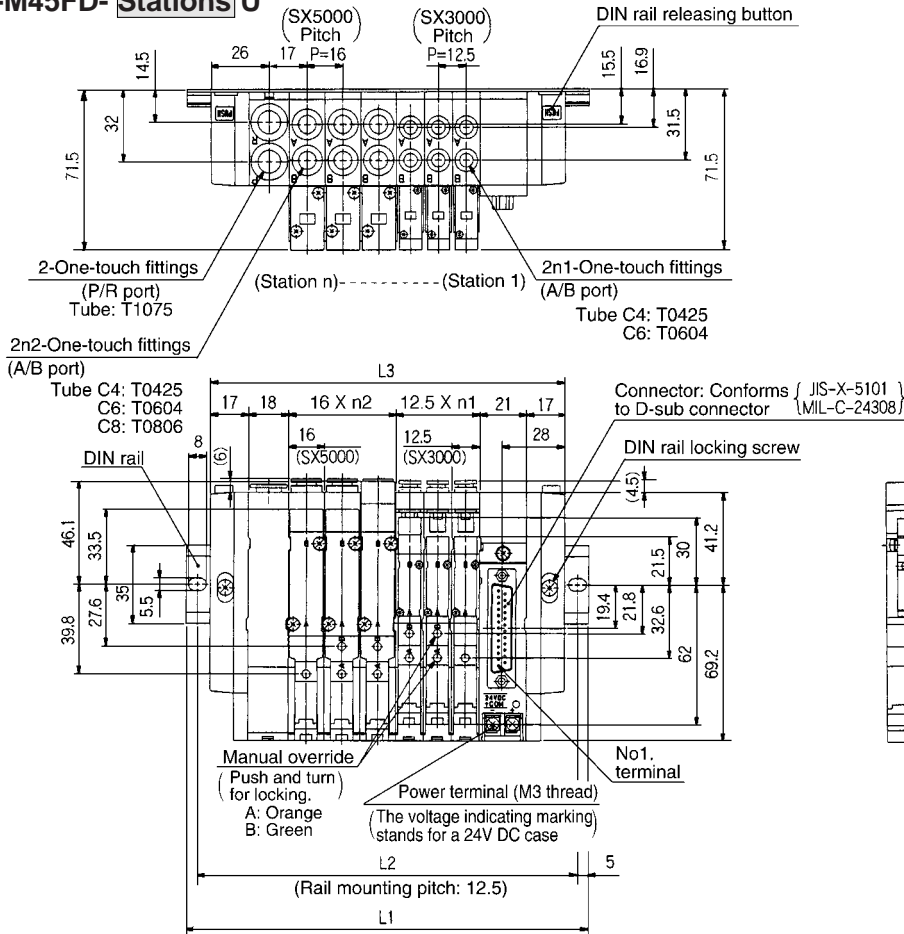 -M45FD- Stations U
(SX5000)
Pitch
P=16
(SX3000)
Pitch
P=12.5
DIN rail releasing button
26
17
14.5
32
71.5
15.5
16.9
31.5
71.5
PUSH
PUSH
R
A
A
A
A
A
A
P
B
B
B
B
B
B
2-One-touch fittings
(P/R port)
Tube: T1075
(Station n)--------(Station 1)
2n1-One-touch fittings
(A/B port)
Tube C4: T0425
C6: T0604
2n2-One-touch fittings
(A/B port)
Tube C4: T0425
C6: T0604
C8: T0806
L3
17
18
16 X n2
12.5 X n1
21
17
16
(SX5000)
12.5
(SX3000)
28
Connector: Conforms { JIS-X-5101
to D-sub connector { MIL-C-24308 )
DIN rail locking screw
8
DIN rail
(6)
(4.5)
46.1
33.5
35
5.5
27.6
39.8
21.5
30
41.2
19.4
21.8
32.6
62
69.2
24VDC
+COM
- +
Manual override
(Push and turn
for locking.)
A: Orange
B: Green
No1.
terminal
Power terminal (M3 thread)
(The voltage indicating marking
stands for a 24V DC case)
L2
5
(Rail mounting pitch: 12.5)
L1